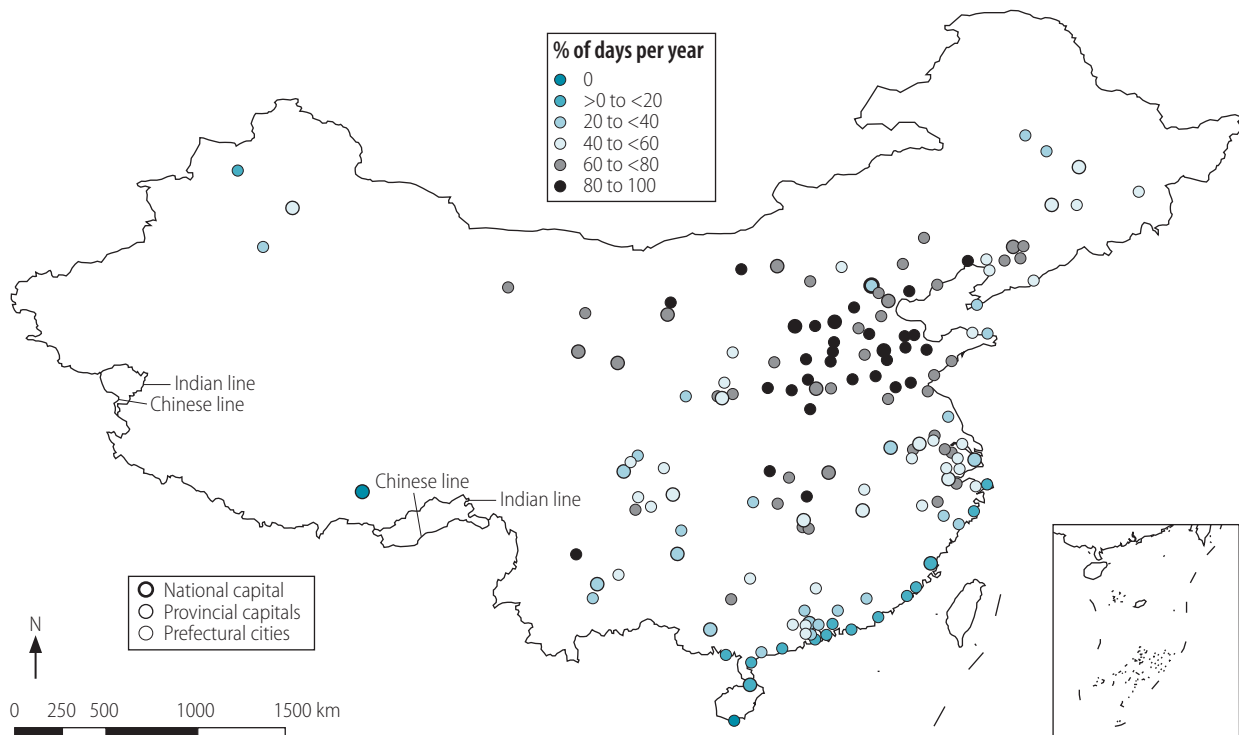 % of days per year
0
>0 to <20
20 to <40
40 to <60
60 to <80
80 to 100
Indian line
Chinese line
Chinese line
Indian line
National capital
Provincial capitals
Prefectural cities
N
0 250 500 1000 1500 km